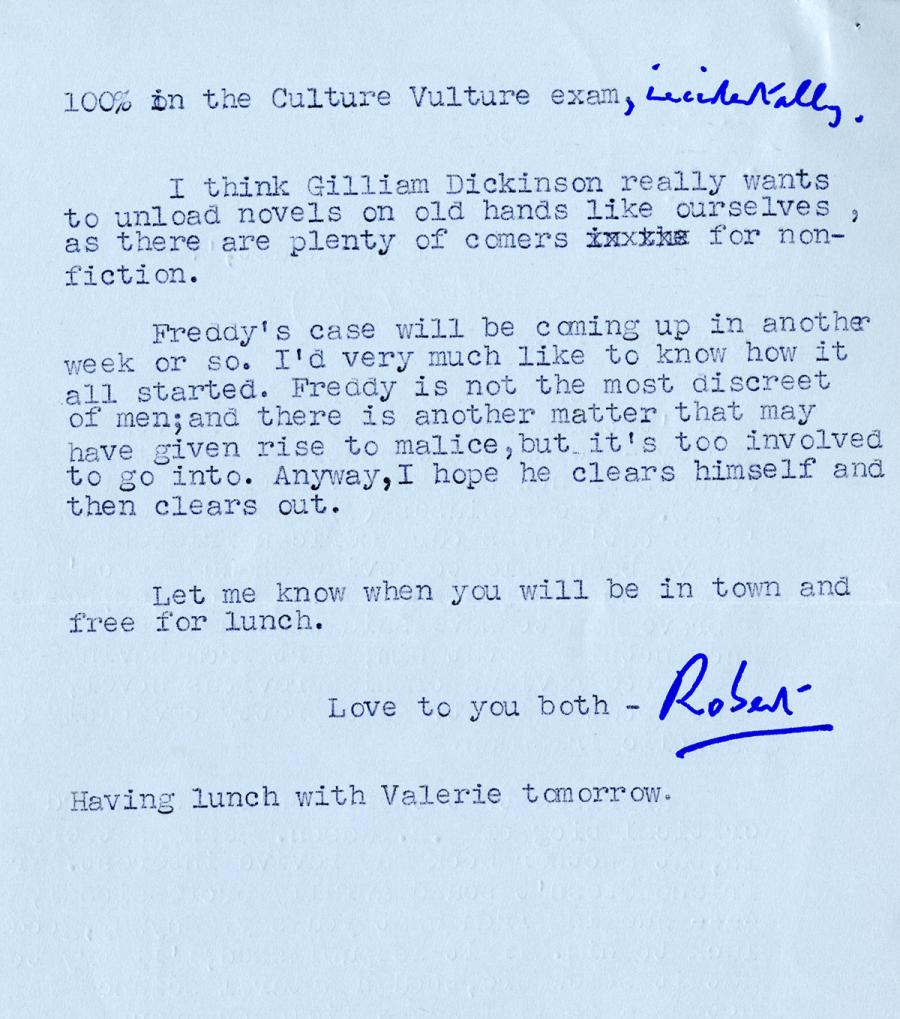 100% in the Culture Vulture exam, incidentally.
I think Gilliam Dickinson really wants
to unload novels on old hands like ourselves ,
as there are plenty of comers for non-
fiction.
Freddy's case will be coming up in another
week or so. I'd very much like to know how it
all started. Freddy is not the most discreet
of men;and there is another matter that may
have given rise to malice,but it's too involved
to go into. Anyway,I hope he clears himself and
then clears out.
Let me know when you will be in town and
free for lunch.
Love to you both - Robert
Having lunch with Valerie tomorrow.